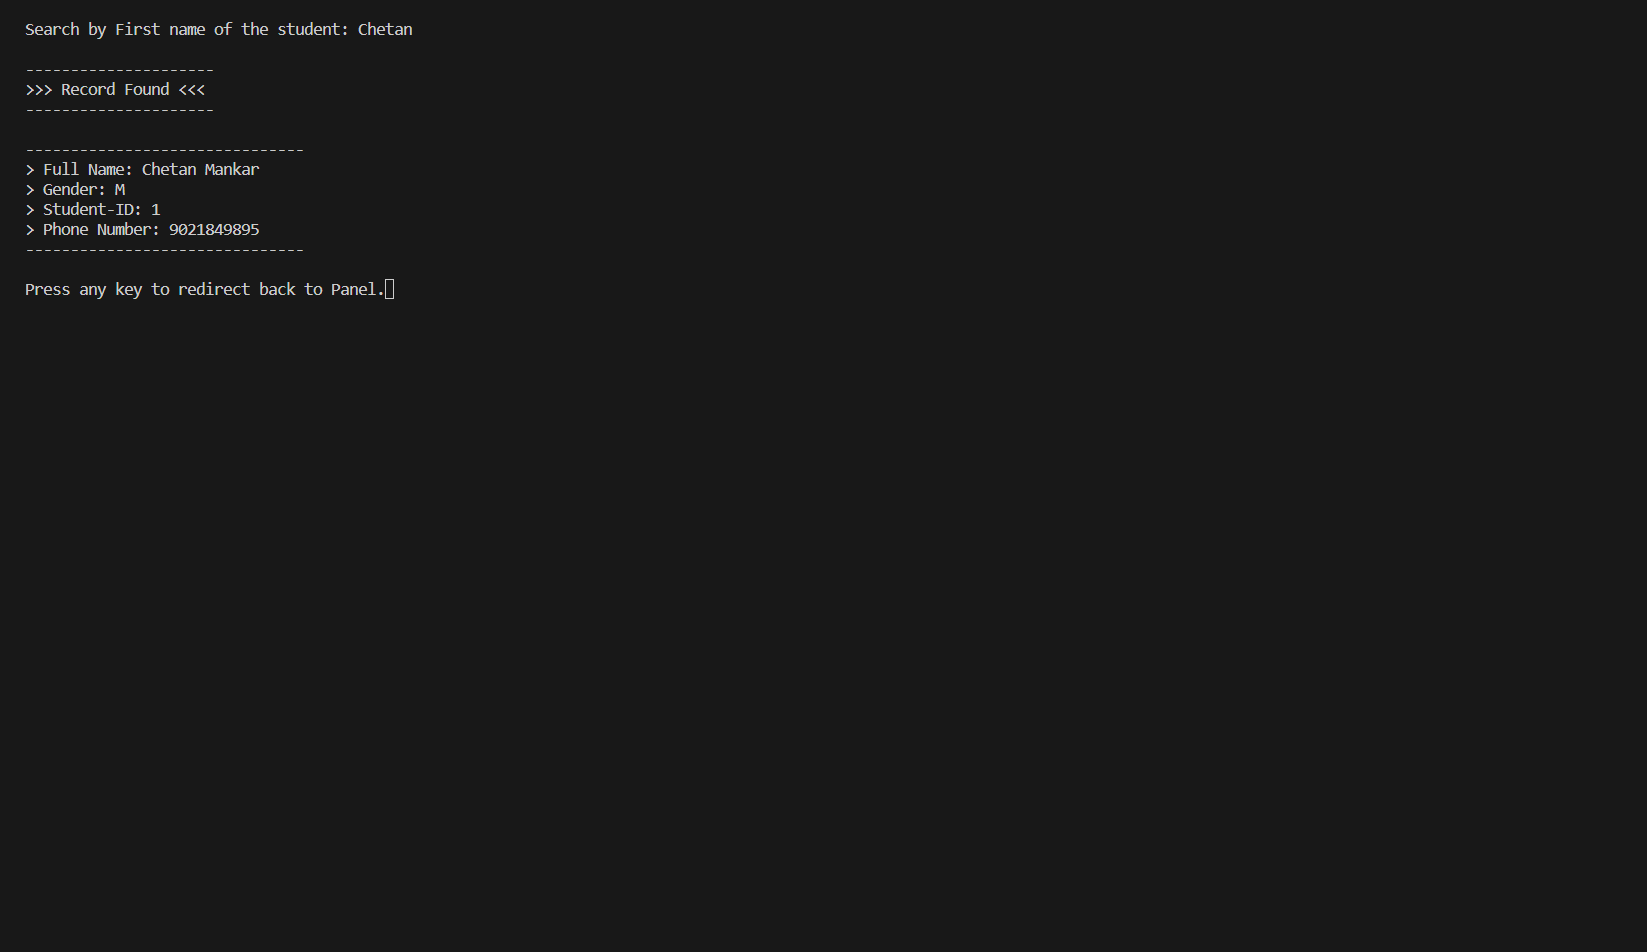 Search by First name of the student: Chetan
---------------------
>>> Record Found <<<
---------------------
-------------------------------
> Full Name: Chetan Mankar
> Gender: M
> Student-ID: 1
> Phone Number: 9021849895
-------------------------------
Press any key to redirect back to Panel.